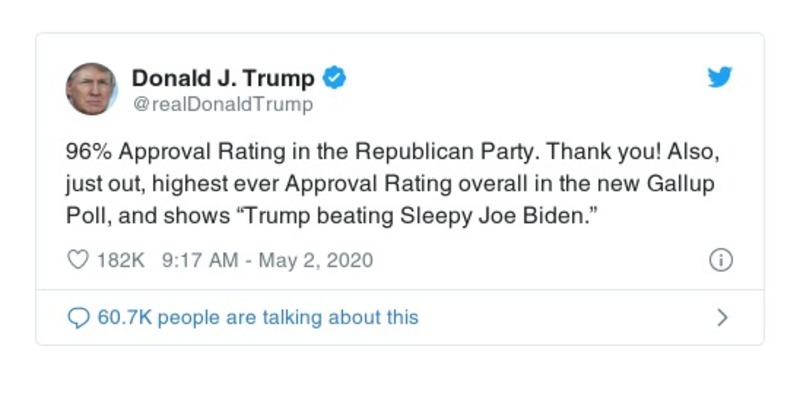 Donald J. Trump
@realDonaldTrump
96% Approval Rating in the Republican Party. Thank you! Also,
just out, highest ever Approval Rating overall in the new Gallup
Poll, and shows “Trump beating Sleepy Joe Biden.”
182K 9:17 AM - May 2, 2020
60.7K people are talking about this